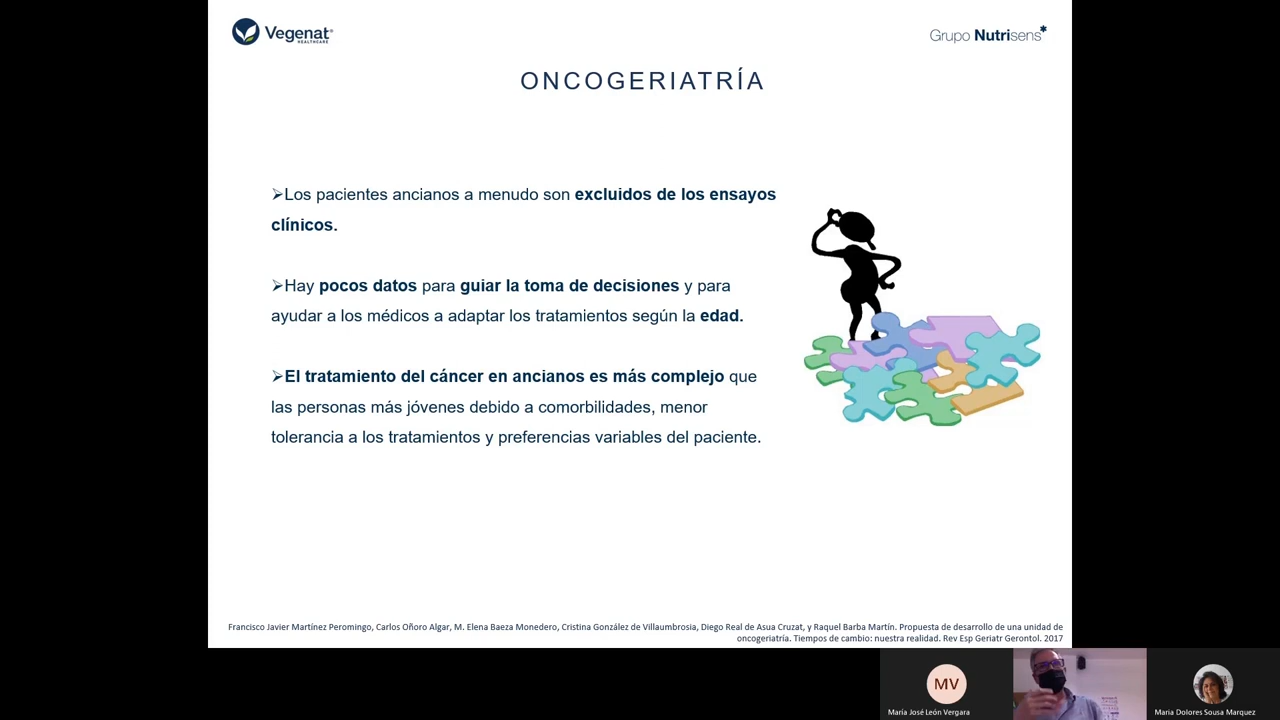 Vegenat®
HEALTHCARE
Grupo Nutrisens*
ONCOGERIATRÍA
➢Los pacientes ancianos a menudo son excluidos de los ensayos
clínicos.
➢Hay pocos datos para guiar la toma de decisiones y para
ayudar a los médicos a adaptar los tratamientos según la edad.
➢El tratamiento del cáncer en ancianos es más complejo que
las personas más jóvenes debido a comorbilidades, menor
tolerancia a los tratamientos y preferencias variables del paciente.
Francisco Javier Martínez Peromingo, Carlos Oñoro Algar, M. Elena Baeza Monedero, Cristina González de Villaumbrosia, Diego Real de Asua Cruzat, y Raquel Barba Martín. Propuesta de desarrollo de una unidad de
oncogeriatría. Tiempos de cambio: nuestra realidad. Rev Esp Geriatr Gerontol. 2017
MV
María José León Vergara
Maria Dolores Sousa Marquez